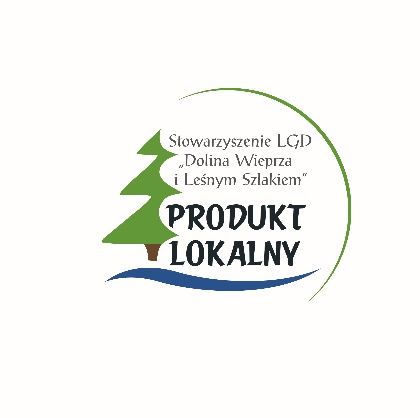 Stowarzyszenie LGD
„Dolina Wieprza
i Leśnym Szlakiem"
PRODUKT
LOKALNY